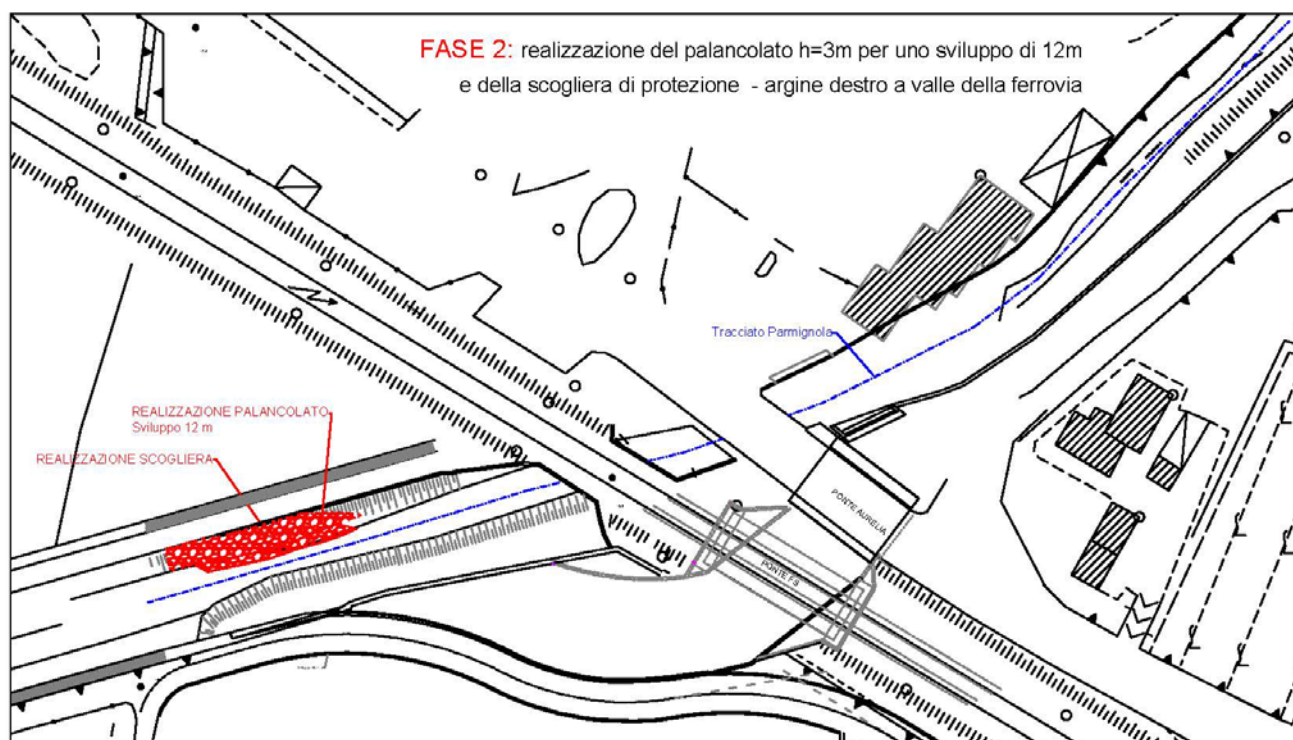 FASE 2: realizzazione del palancolato h=3m per uno sviluppo di 12m
e della scogliera di protezione - argine destro a valle della ferrovia
Tracciato Parmignola
REALIZZAZIONE PALANCOLATO
Sviluppo 12 m
REALIZZAZIONE SCOGLIERA
PONTE AURELIA
PONTE FS